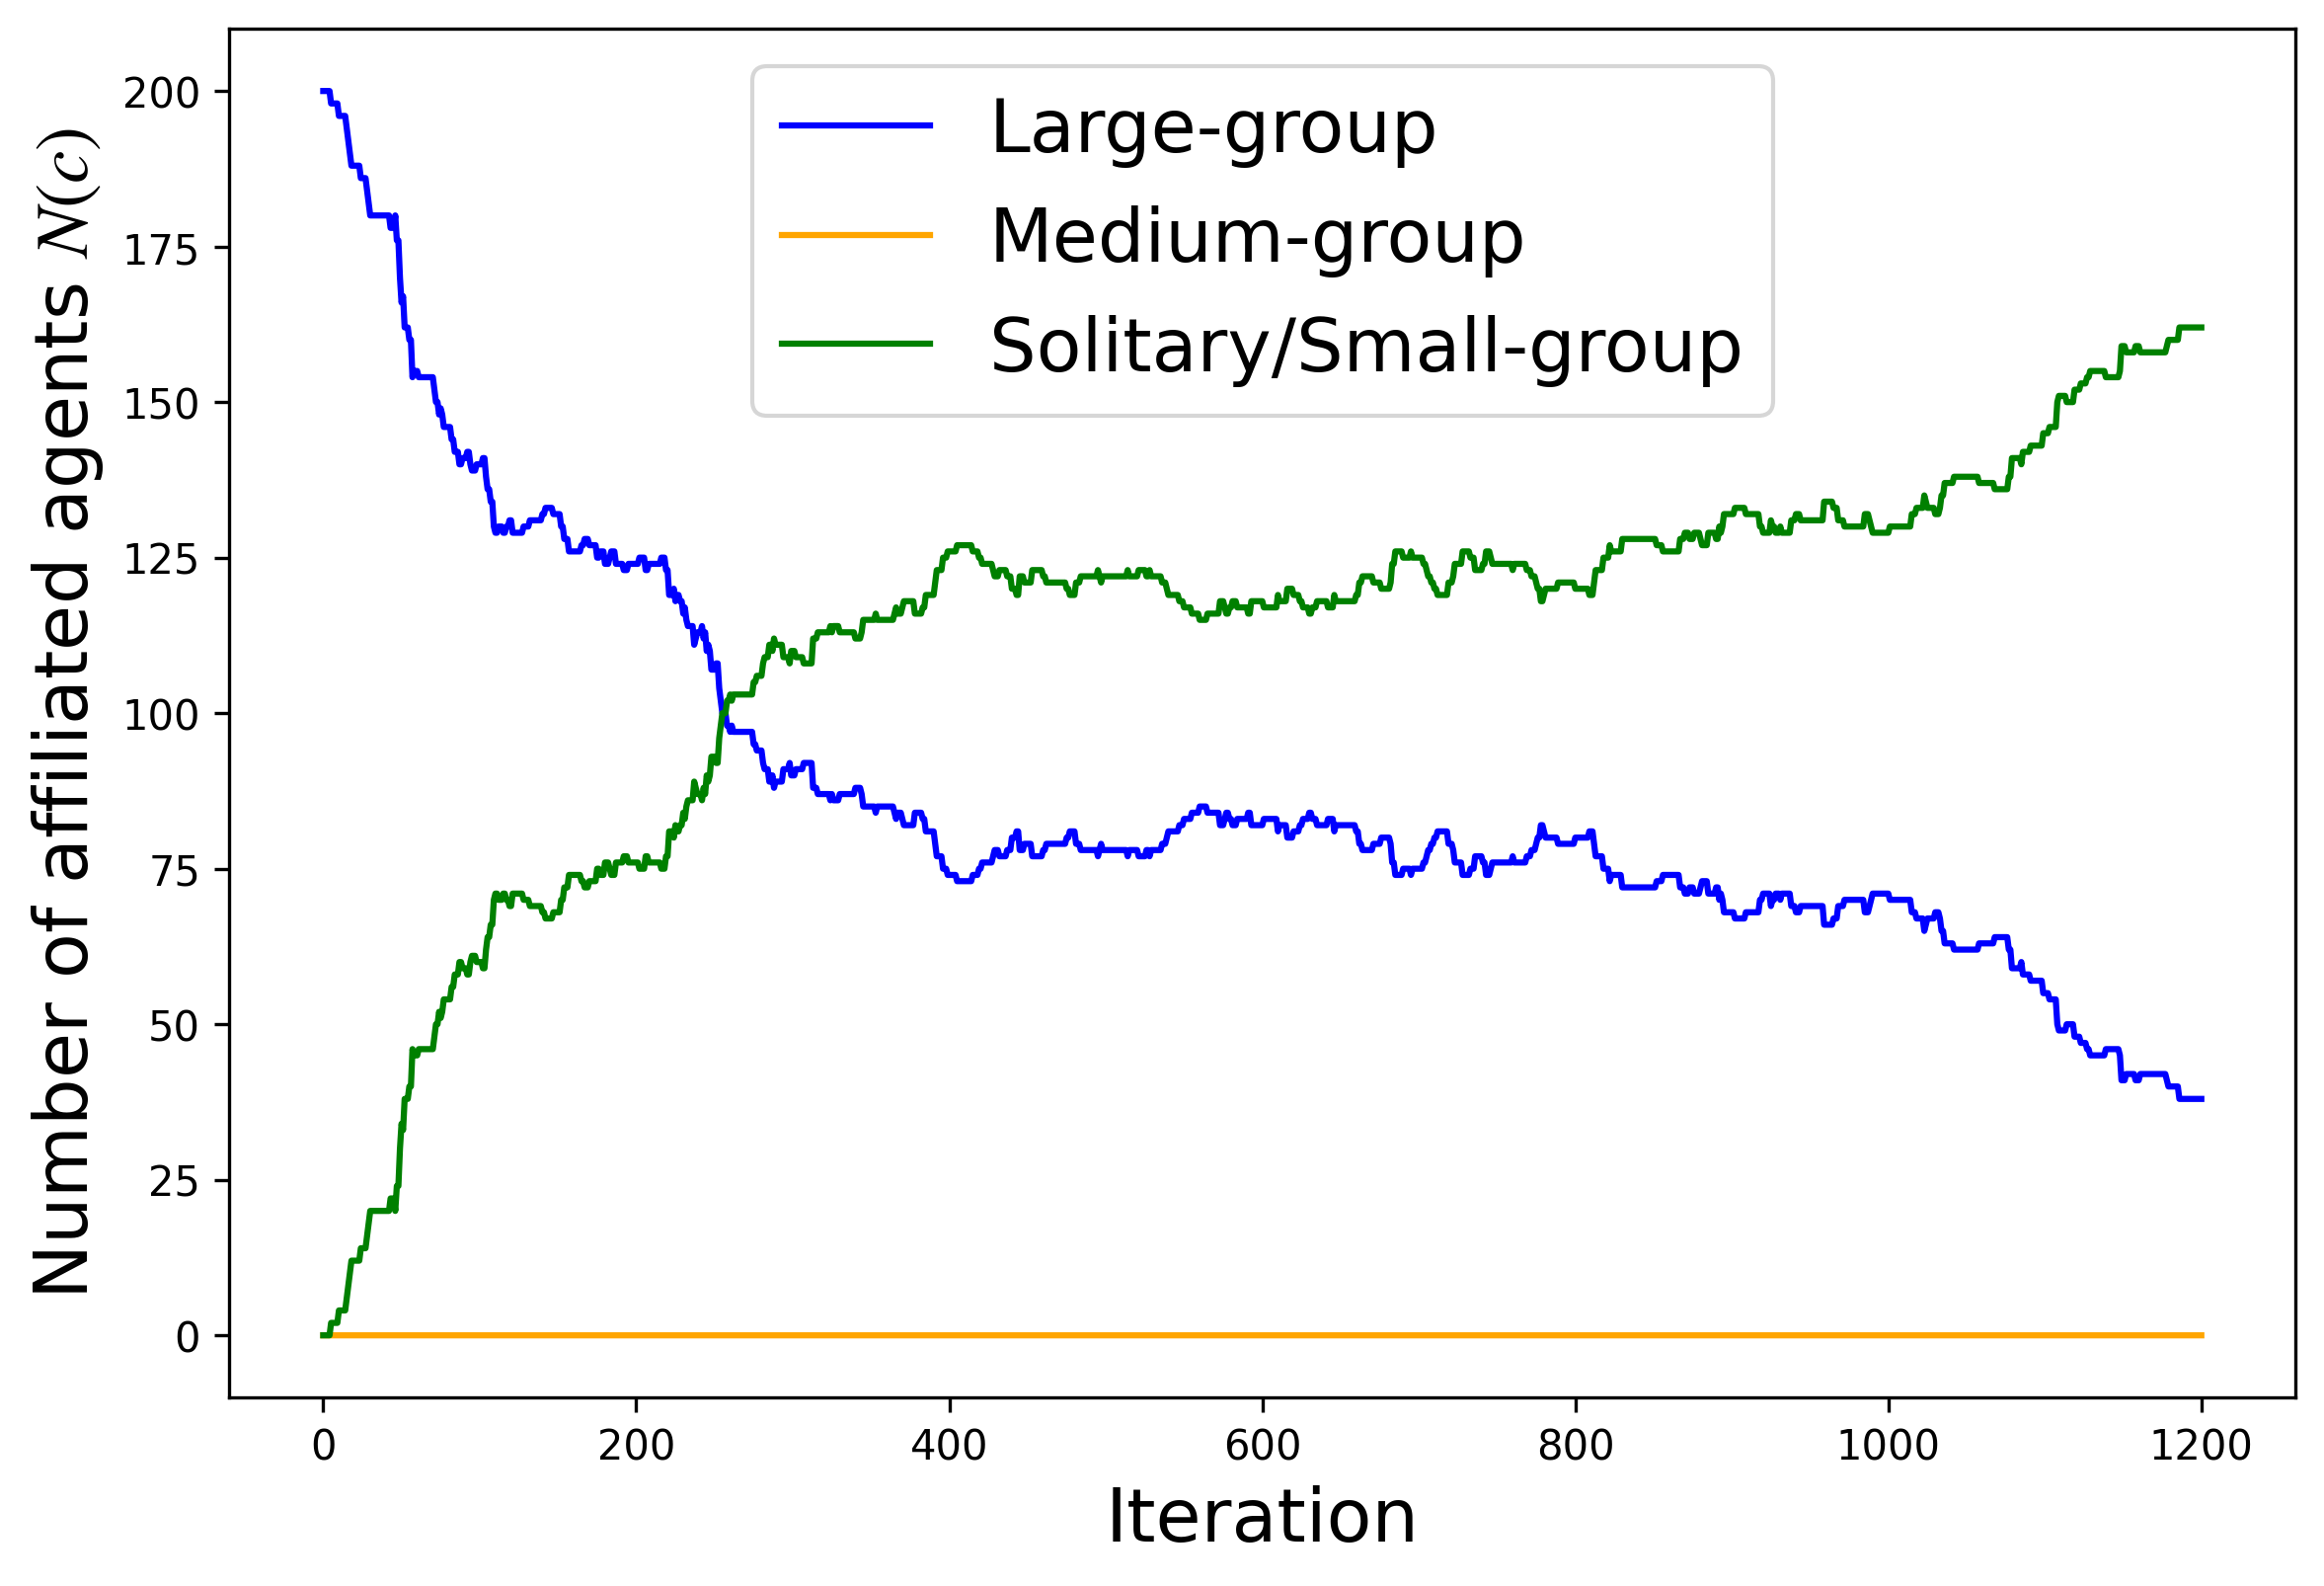 Number of affiliated agents N(c)
200
175
150
125
100
75
50
25
0
Large-group
Medium-group
Solitary/Small-group
0 200 400 600 800 1000 1200
Iteration